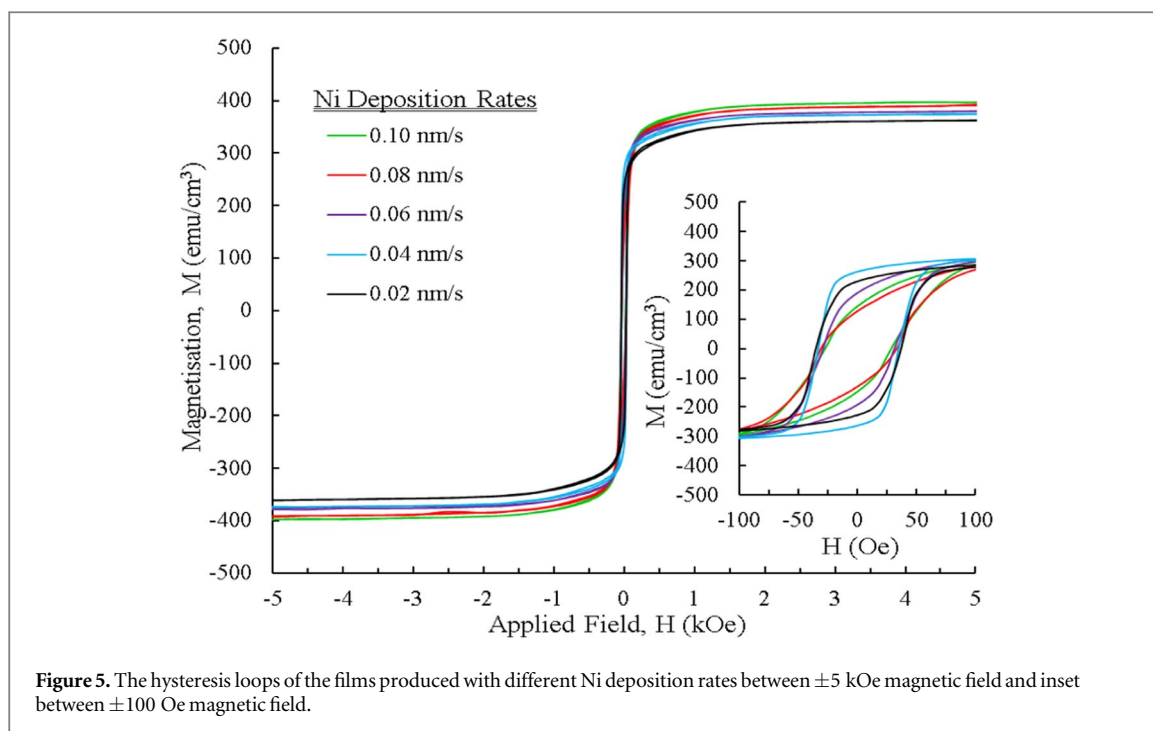 500
400
300
200
100
0
-100
-200
-300
-400
-500
Magnetisation, M (emu/cm³)
Ni Deposition Rates
0.10 nm/s
0.08 nm/s
0.06 nm/s
0.04 nm/s
0.02 nm/s
-5 -4 -3 -2 -1 0 1 2 3 4 5
Applied Field, H (kOe)
500
400
300
200
100
0
-100
-200
-300
-400
-500
M (emu/cm³)
-100 -50 0 50 100
H (Oe)
Figure 5. The hysteresis loops of the films produced with different Ni deposition rates between ±5 kOe magnetic field and inset
between ±100 Oe magnetic field.